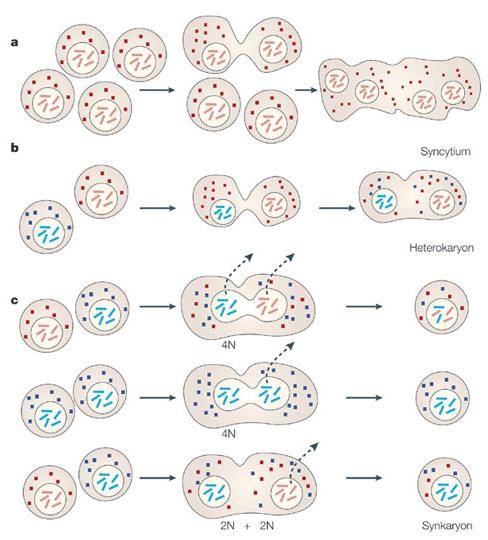 a
Syncytium
b
Heterokaryon
c
4N
4N
2N + 2N
Synkaryon